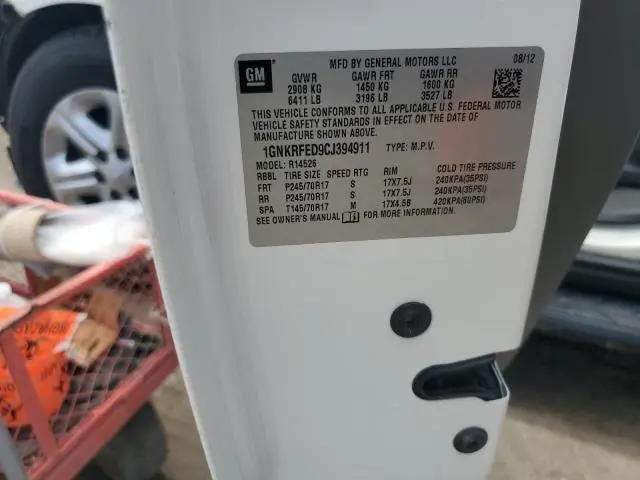 GM
MFD BY GENERAL MOTORS LLC 08/12
GVWR GAWR FRT GAWR RR
2908 KG 1450 KG 1600 KG
6411 LB 3196 LB 3527 LB
THIS VEHICLE CONFORMS TO ALL APPLICABLE U.S. FEDERAL MOTOR
VEHICLE SAFETY STANDARDS IN EFFECT ON THE DATE OF
MANUFACTURE SHOWN ABOVE.
1GNKRFED9CJ394911 TYPE: M.P.V.
MODEL: R14526
RBBL TIRE SIZE SPEED RTG RIM COLD TIRE PRESSURE
FRT P245/70R17 S 17X7.5J 240KPA(35PSI)
RR P245/70R17 S 17X7.5J 240KPA(35PSI)
SPA T145/70R17 M 17X4.5B 420KPA(60PSI)
SEE OWNER'S MANUAL FOR MORE INFORMATION.